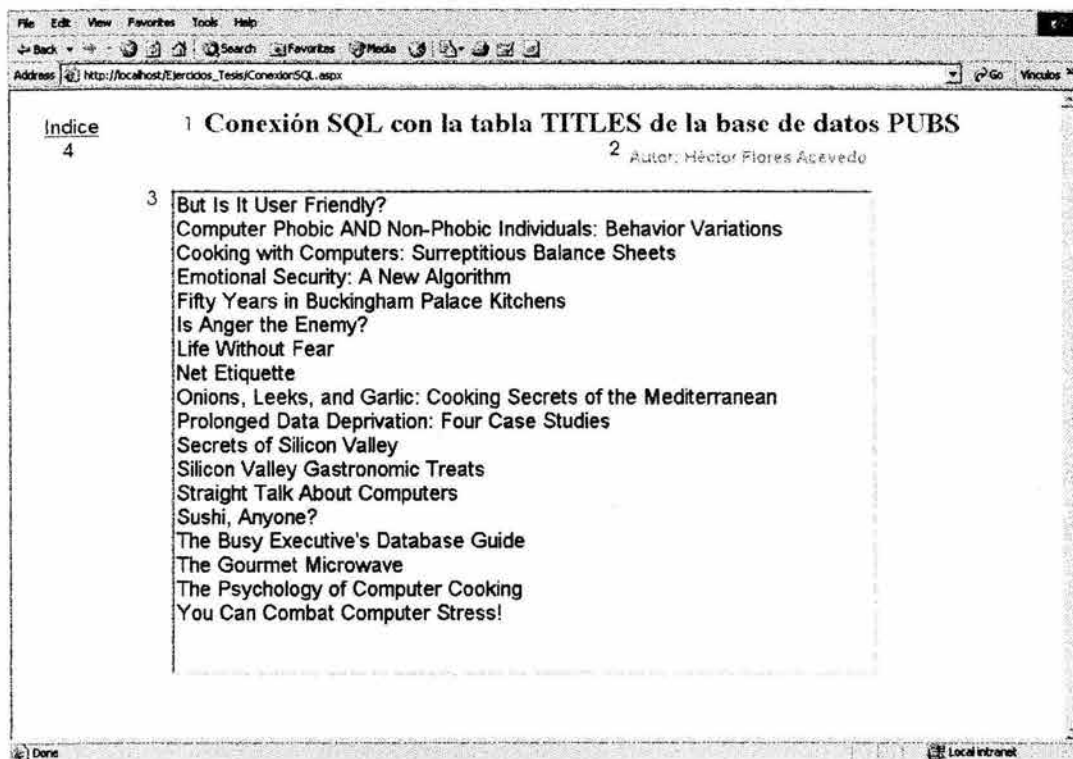 File Edit View Favorites Tools Help
Back Search Favorites Media
Address http://localhost/Ejercicios_Tesis/ConexionSQL.aspx Go Vínculos
Indice
4
1 Conexión SQL con la tabla TITLES de la base de datos PUBS
2 Autor: Héctor Flores Acevedo
3
But Is It User Friendly?
Computer Phobic AND Non-Phobic Individuals: Behavior Variations
Cooking with Computers: Surreptitious Balance Sheets
Emotional Security: A New Algorithm
Fifty Years in Buckingham Palace Kitchens
Is Anger the Enemy?
Life Without Fear
Net Etiquette
Onions, Leeks, and Garlic: Cooking Secrets of the Mediterranean
Prolonged Data Deprivation: Four Case Studies
Secrets of Silicon Valley
Silicon Valley Gastronomic Treats
Straight Talk About Computers
Sushi, Anyone?
The Busy Executive's Database Guide
The Gourmet Microwave
The Psychology of Computer Cooking
You Can Combat Computer Stress!
Done Local intranet